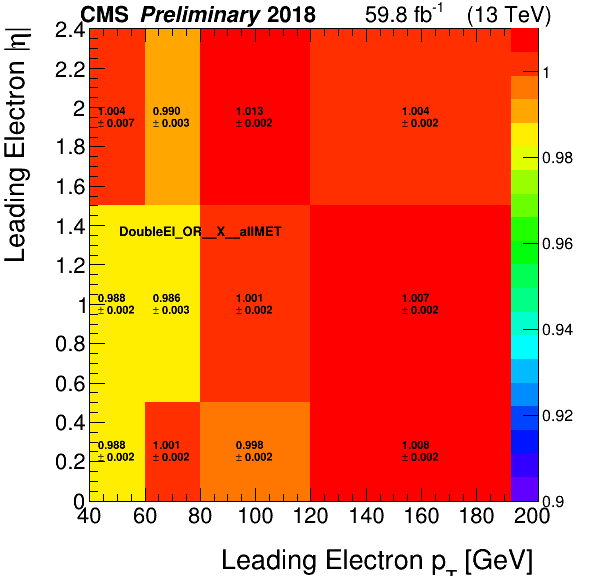 CMS Preliminary 2018 59.8 fb-1 (13 TeV)
Leading Electron |η|
2.4
2.2
2
1.8
1.6
1.4
1.2
1
0.8
0.6
0.4
0.2
0
1.004 0.990 1.013 1.004
± 0.007 ± 0.003 ± 0.002 ± 0.002
DoubleEl_OR__X__allMET
0.988 0.986 1.001 1.007
± 0.002 ± 0.003 ± 0.002 ± 0.002
0.988 1.001 0.998 1.008
± 0.002 ± 0.002 ± 0.002 ± 0.002
40 60 80 100 120 140 160 180 200
Leading Electron pT [GeV]
1
0.98
0.96
0.94
0.92
0.9